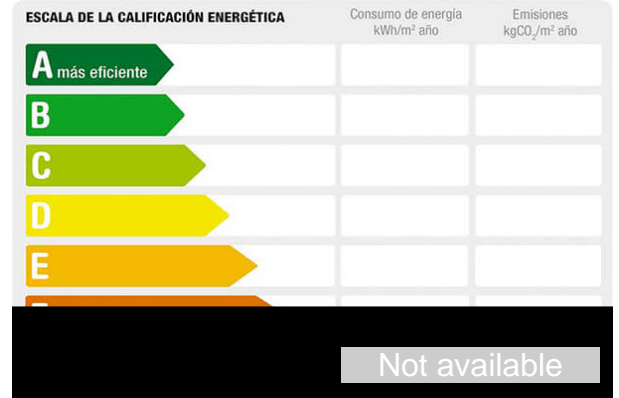 ESCALA DE LA CALIFICACIÓN ENERGÉTICA
Consumo de energía
kWh/m² año
Emisiones
kgCO₂/m² año
A más eficiente
B
C
D
E
Not available